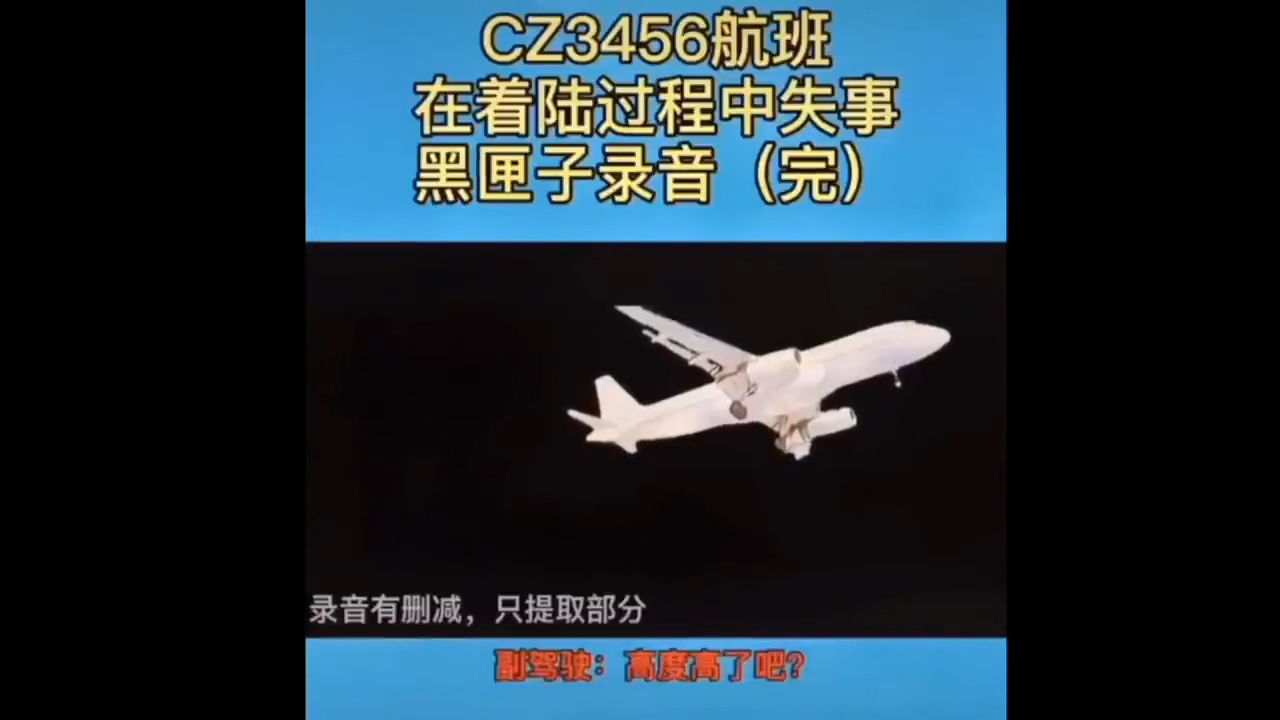 CZ3456航班
在着陆过程中失事
黑匣子录音（完）
录音有删减，只提取部分
副驾驶：高度高了吧？